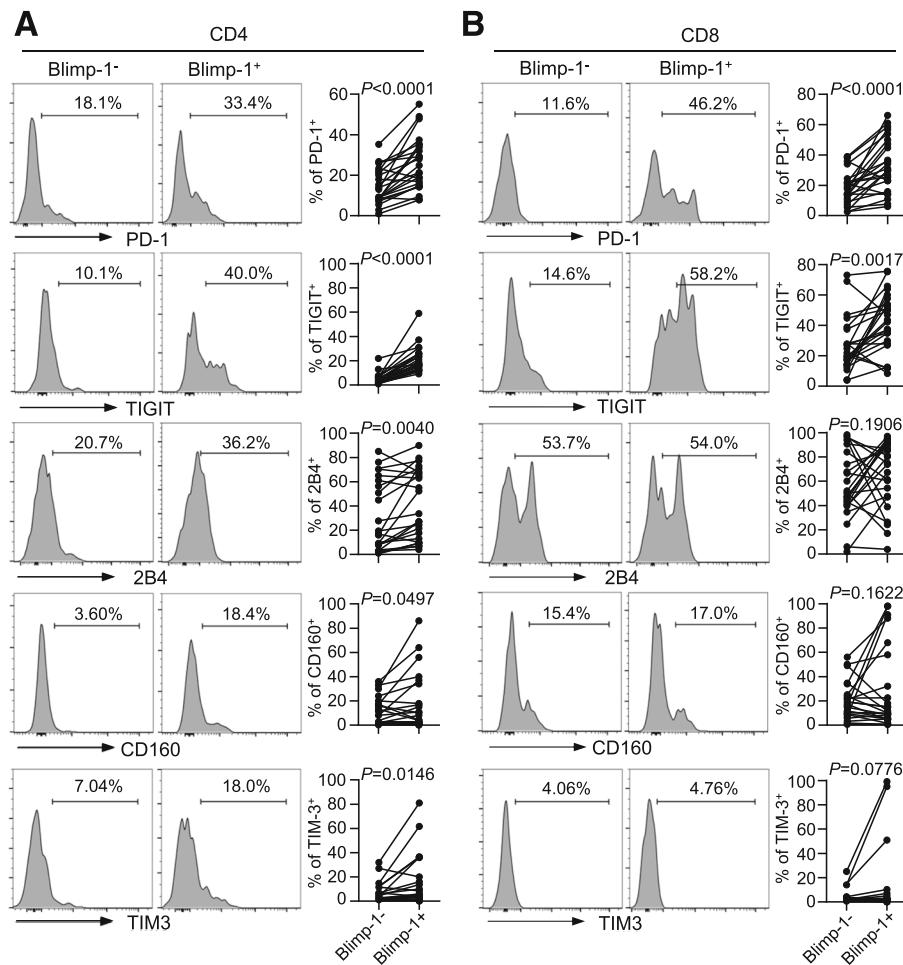 A
CD4
Blimp-1⁻
Blimp-1⁺
18.1%
33.4%
PD-1
60
40
20
0
% of PD-1⁺
P<0.0001
10.1%
40.0%
TIGIT
100
80
60
40
20
0
% of TIGIT⁺
P<0.0001
20.7%
36.2%
2B4
100
80
60
40
20
0
% of 2B4⁺
P=0.0040
3.60%
18.4%
CD160
100
80
60
40
20
0
% of CD160⁺
P=0.0497
7.04%
18.0%
TIM3
100
80
60
40
20
0
% of TIM-3⁺
P=0.0146
Blimp-1-
Blimp-1+
B
CD8
Blimp-1⁻
Blimp-1⁺
11.6%
46.2%
PD-1
80
60
40
20
0
% of PD-1⁺
P<0.0001
14.6%
58.2%
TIGIT
80
60
40
20
0
% of TIGIT⁺
P=0.0017
53.7%
54.0%
2B4
100
80
60
40
20
0
% of 2B4⁺
P=0.1906
15.4%
17.0%
CD160
100
80
60
40
20
0
% of CD160⁺
P=0.1622
4.06%
4.76%
TIM3
100
80
60
40
20
0
% of TIM-3⁺
P=0.0776
Blimp-1-
Blimp-1+